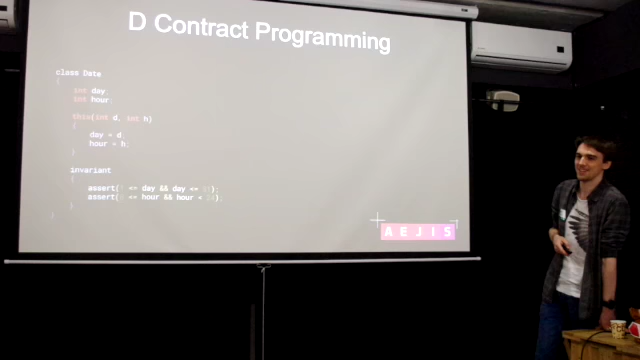 D Contract Programming
class Date
{
int day
int hour;
this(int d, int h)
{
day = d;
hour = h;
}
invariant
{
assert( <= day && day <= );
assert( <= hour && hour < );
}
}
AEJIS